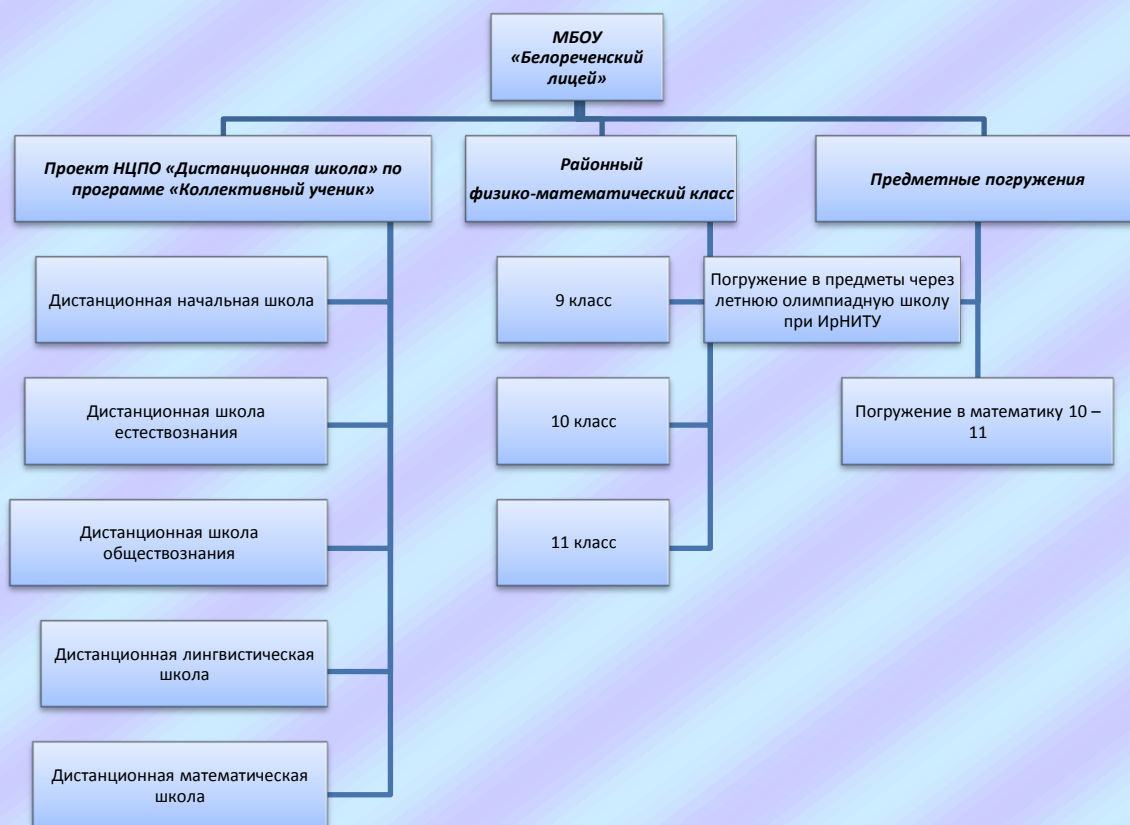 МБОУ
«Белореченский
лицей»
Проект НЦПО «Дистанционная школа» по
программе «Коллективный ученик»
Районный
физико-математический класс
Предметные погружения
Дистанционная начальная школа
9 класс
Погружение в предметы через
летнюю олимпиадную школу
при ИрНИТУ
Дистанционная школа
естествознания
10 класс
Погружение в математику 10 –
11
Дистанционная школа
обществознания
11 класс
Дистанционная лингвистическая
школа
Дистанционная математическая
школа